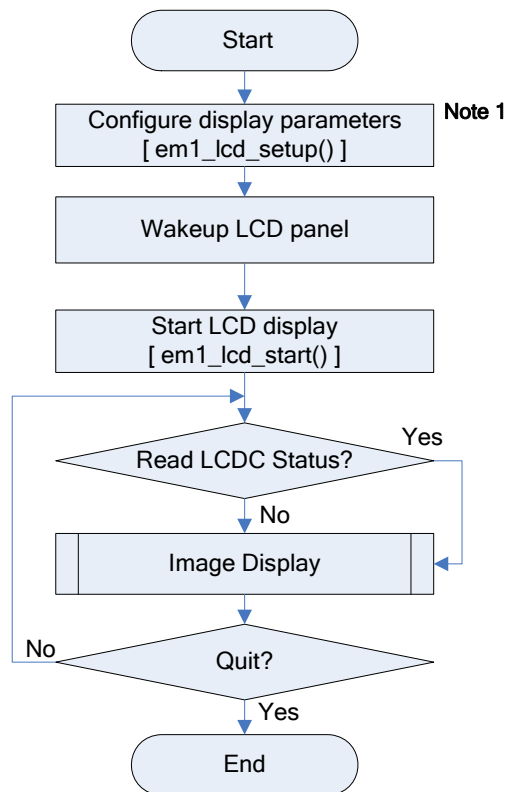 Start
Configure display parameters
[ em1_lcd_setup() ]
Note 1
Wakeup LCD panel
Start LCD display
[ em1_lcd_start() ]
Read LCDC Status?
Yes
No
Image Display
Quit?
No
Yes
End